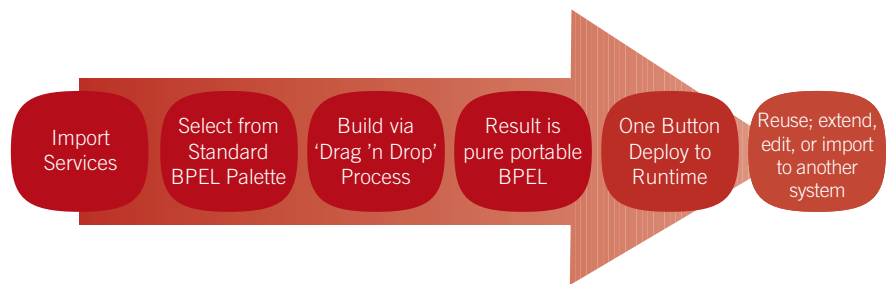 Import
Services
Select from
Standard
BPEL Palette
Build via
‘Drag ’n Drop’
Process
Result is
pure portable
BPEL
One Button
Deploy to
Runtime
Reuse; extend,
edit, or import
to another
system